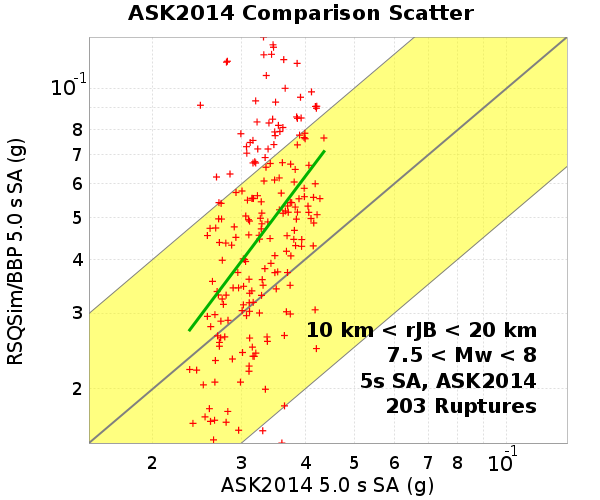 ASK2014 Comparison Scatter
RSQSim/BBP 5.0 s SA (g)
10-1
8
7
6
5
4
3
2
10 km < rJB < 20 km
7.5 < Mw < 8
5s SA, ASK2014
203 Ruptures
2 3 4 5 6 7 8 10-1
ASK2014 5.0 s SA (g)